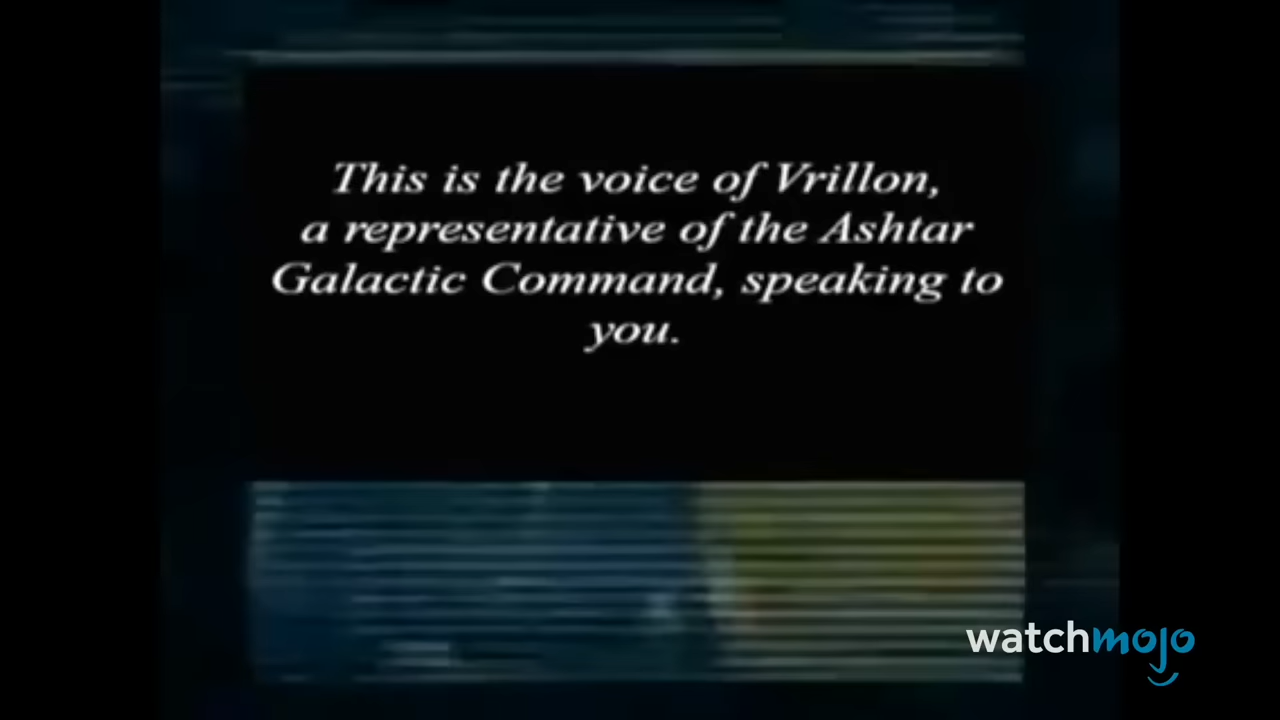 This is the voice of Vrillon,
a representative of the Ashtar
Galactic Command, speaking to
you.
watchmojo